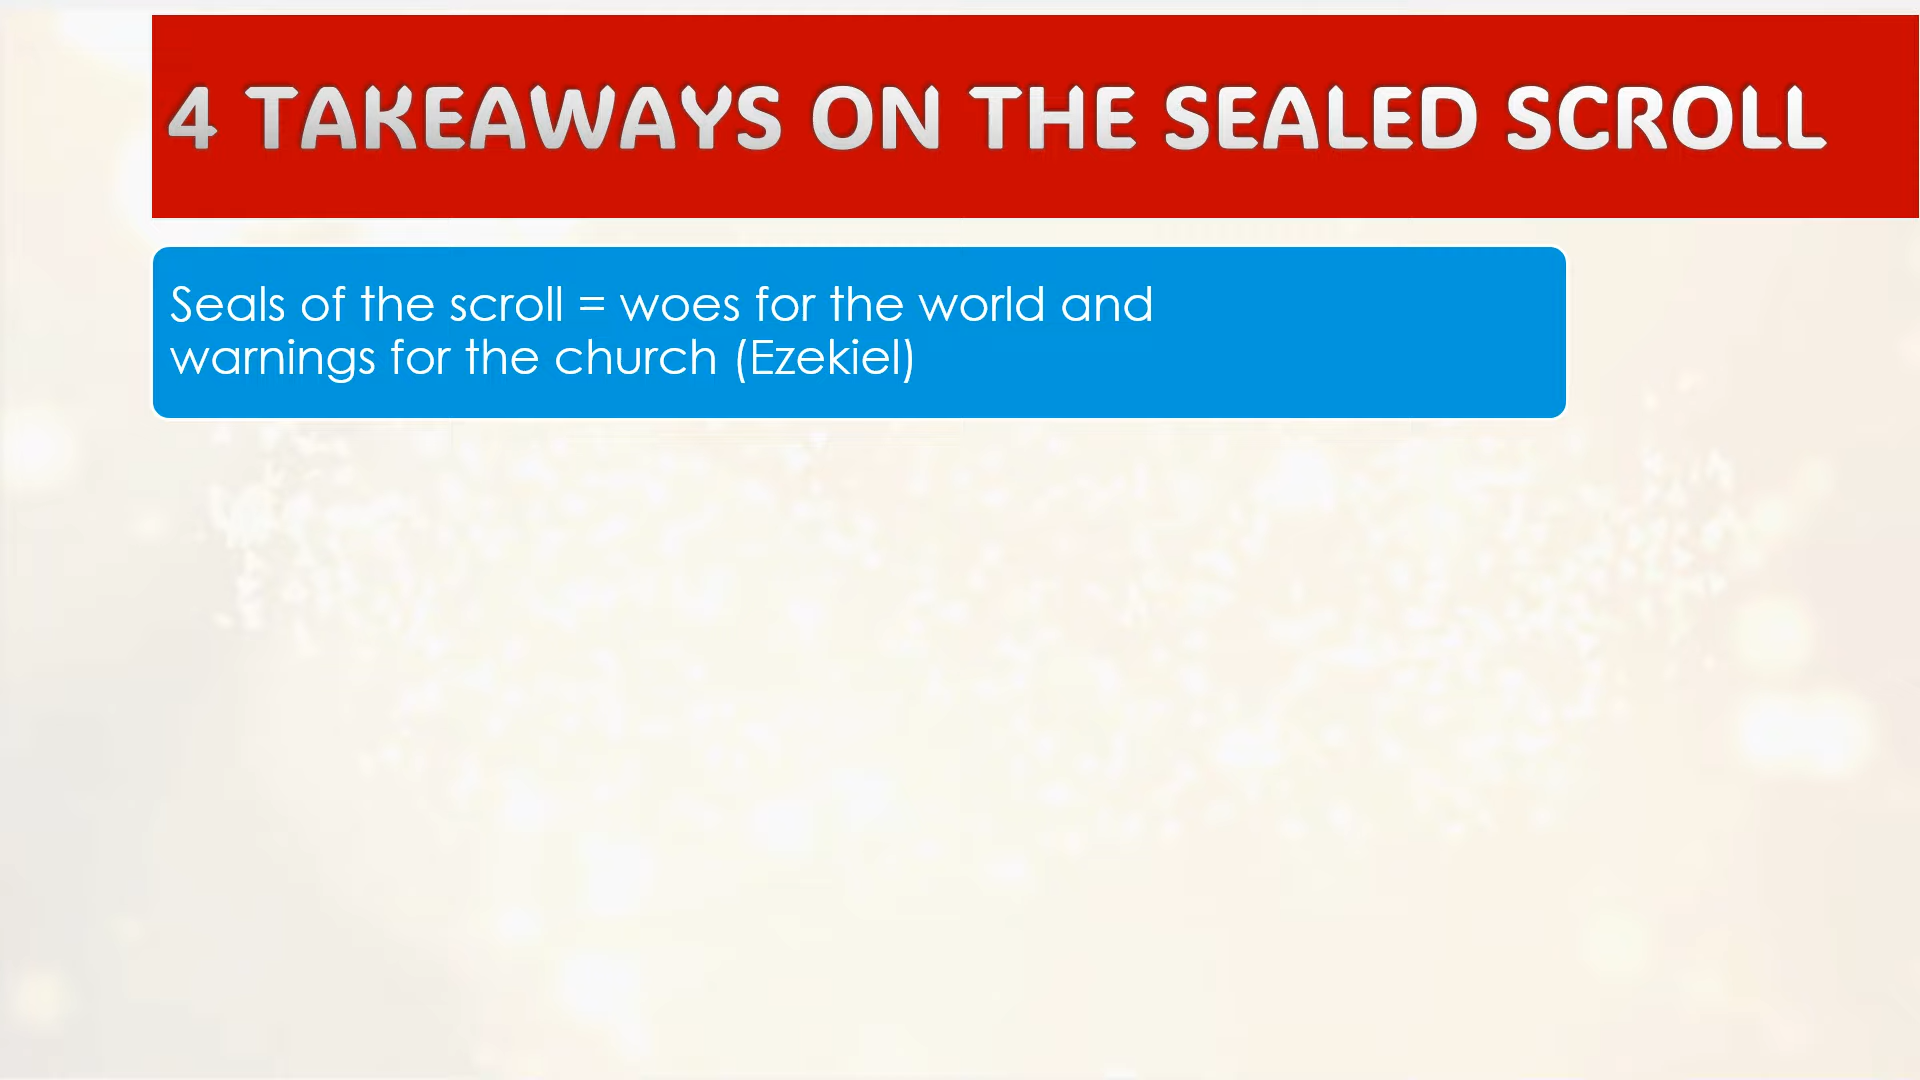 4 TAKEAWAYS ON THE SEALED SCROLL
Seals of the scroll = woes for the world and
warnings for the church (Ezekiel)